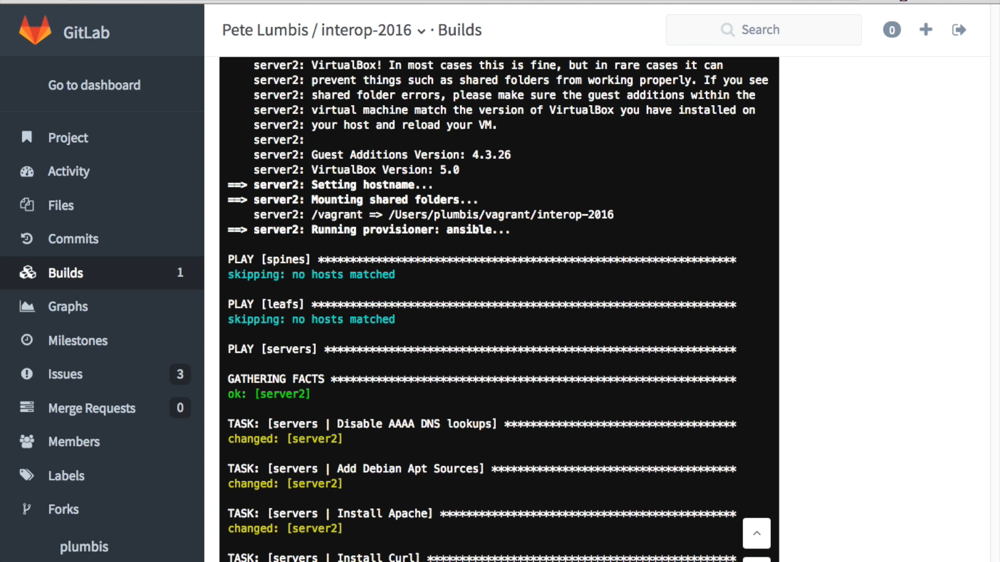 GitLab
Pete Lumbis / interop-2016 · Builds
Search
0
Go to dashboard
Project
Activity
Files
Commits
Builds 1
Graphs
Milestones
Issues 3
Merge Requests 0
Members
Labels
Forks
plumbis
server2: VirtualBox! In most cases this is fine, but in rare cases it can
server2: prevent things such as shared folders from working properly. If you see
server2: shared folder errors, please make sure the guest additions within the
server2: virtual machine match the version of VirtualBox you have installed on
server2: your host and reload your VM.
server2:
server2: Guest Additions Version: 4.3.26
server2: VirtualBox Version: 5.0
==> server2: Setting hostname...
==> server2: Mounting shared folders...
server2: /vagrant => /Users/plumbis/vagrant/interop-2016
==> server2: Running provisioner: ansible...
PLAY [spines] *****************************************************************
skipping: no hosts matched
PLAY [leafs] ******************************************************************
skipping: no hosts matched
PLAY [servers] ****************************************************************
GATHERING FACTS ***************************************************************
ok: [server2]
TASK: [servers | Disable AAAA DNS lookups] ************************************
changed: [server2]
TASK: [servers | Add Debian Apt Sources] **************************************
changed: [server2]
TASK: [servers | Install Apache] **********************************************
changed: [server2]
TASK: [servers | Install Curl] ************************************************